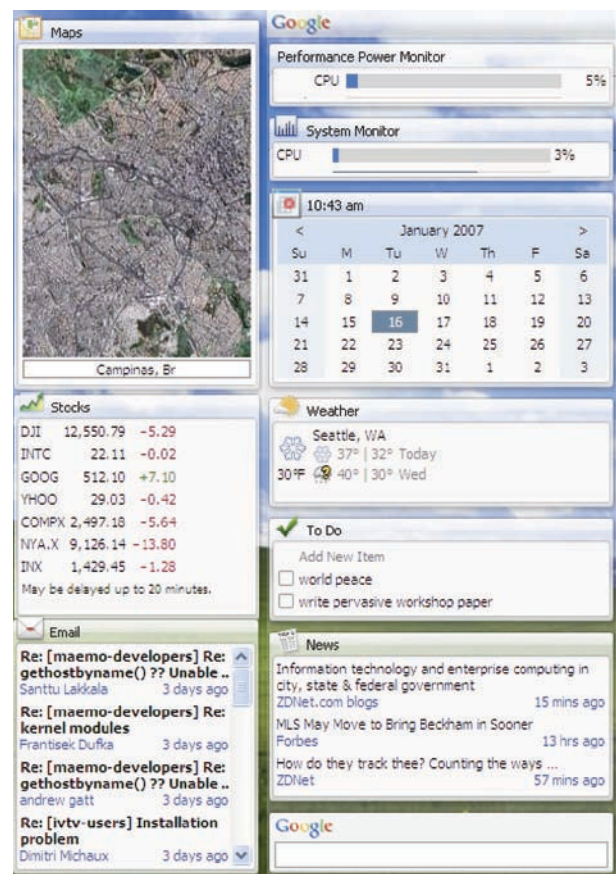 Maps
Campinas, Br
Stocks
DJI 12,550.79 -5.29
INTC 22.11 -0.02
GOOG 512.10 +7.10
YHOO 29.03 -0.42
COMPX 2,497.18 -5.64
NYA.X 9,126.14 -13.80
INX 1,429.45 -1.28
May be delayed up to 20 minutes.
Email
Re: [maemo-developers] Re:
gethostbyname() ?? Unable ..
Santtu Lakkala 3 days ago
Re: [maemo-developers] Re:
kernel modules
Frantisek Dufka 3 days ago
Re: [maemo-developers] Re:
gethostbyname() ?? Unable ..
andrew gatt 3 days ago
Re: [ivtv-users] Installation
problem
Dimitri Michaux 3 days ago
Google
Performance Power Monitor
CPU 5%
System Monitor
CPU 3%
10:43 am
< January 2007 >
Su M Tu W Th F Sa
31 1 2 3 4 5 6
7 8 9 10 11 12 13
14 15 16 17 18 19 20
21 22 23 24 25 26 27
28 29 30 31 1 2 3
Weather
Seattle, WA
37° | 32° Today
30°F 40° | 30° Wed
To Do
Add New Item
world peace
write pervasive workshop paper
News
Information technology and enterprise computing in
city, state & federal government
ZDNet.com blogs 15 mins ago
MLS May Move to Bring Beckham in Sooner
Forbes 13 hrs ago
How do they track thee? Counting the ways ...
ZDNet 57 mins ago
Google